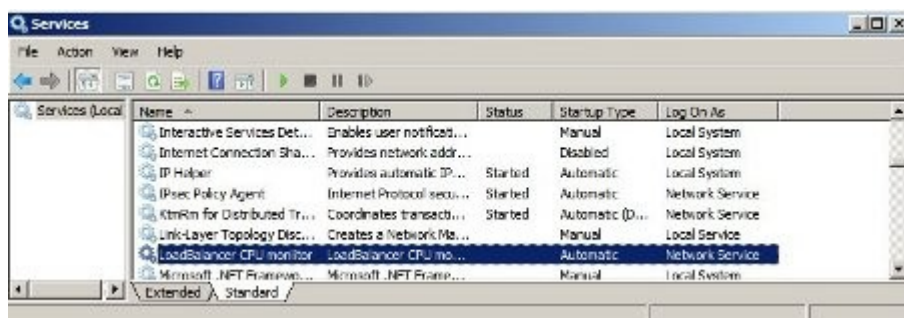 Services
File Action View Help
Services (Local Name Description Status Startup Type Log On As
Interactive Services Det... Enables user notificati... Manual Local System
Internet Connection Sha... Provides network addr... Disabled Local System
IP Helper Provides automatic IP... Started Automatic Local System
IPsec Policy Agent Internet Protocol secu... Started Automatic Network Service
KtmRm for Distributed Tr... Coordinates transacti... Started Automatic (D... Network Service
Link-Layer Topology Disc... Creates a Network Ma... Manual Local Service
LoadBalancer CPU monitor LoadBalancer CPU mo... Automatic Network Service
Microsoft .NET Framewo... Microsoft .NET Frame... Manual Local System
Extended Standard